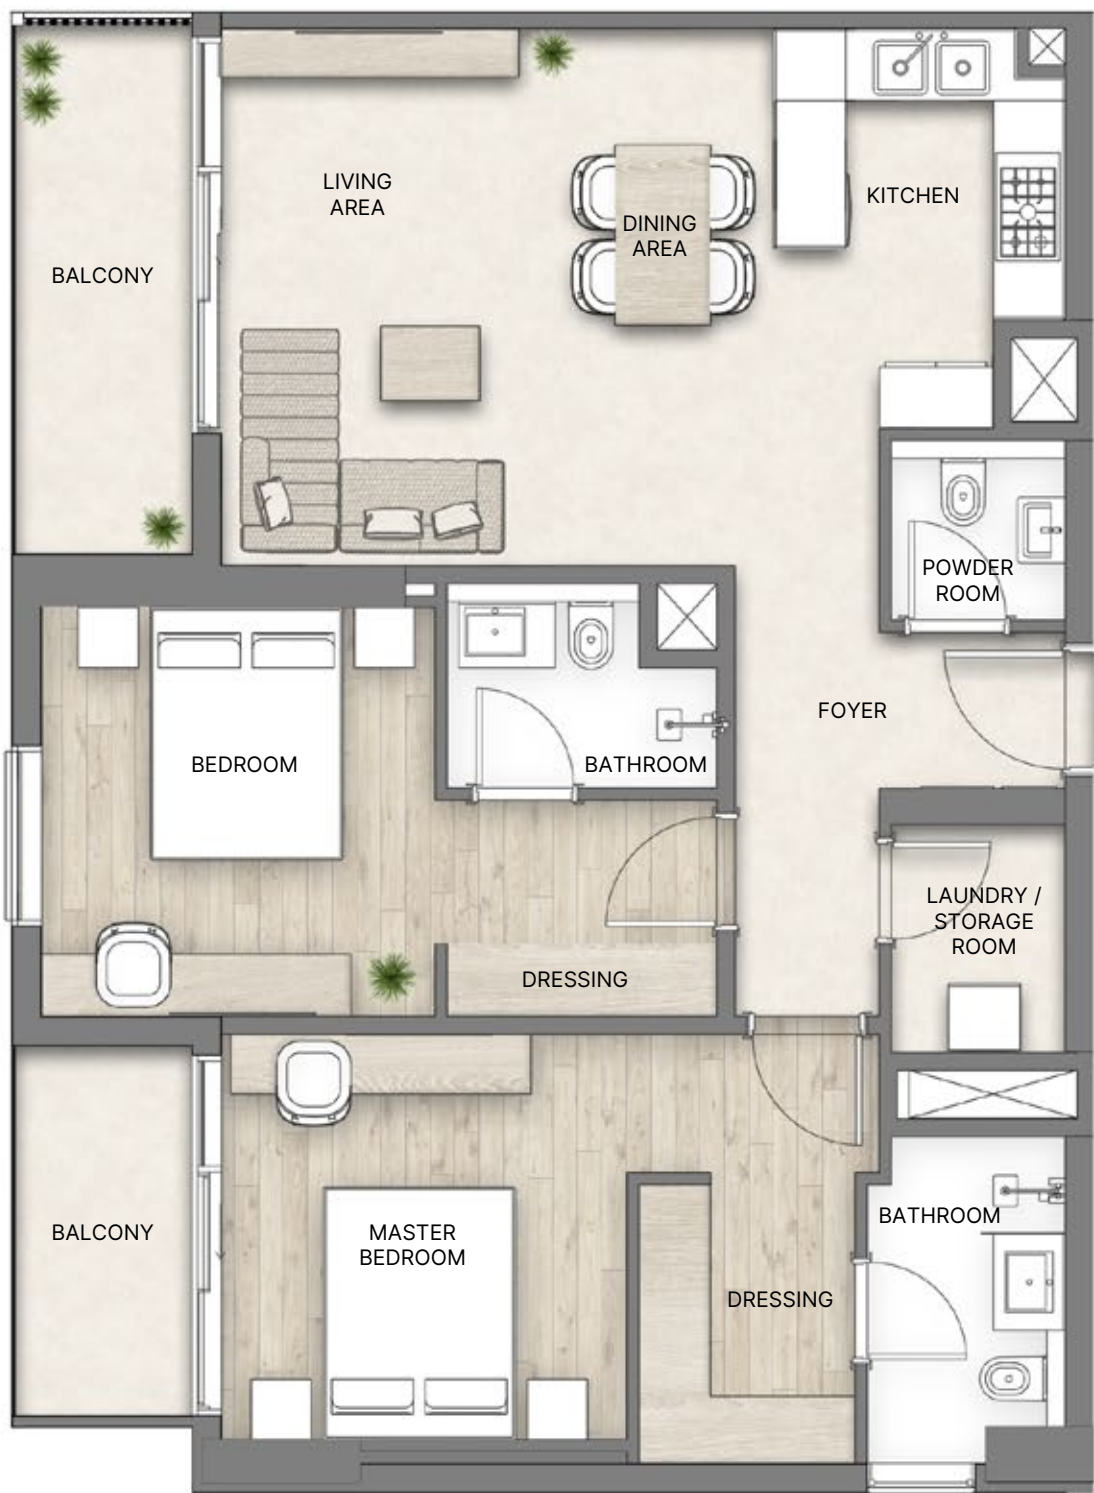 LIVING
AREA
KITCHEN
DINING
AREA
BALCONY
POWDER
ROOM
FOYER
BEDROOM
BATHROOM
LAUNDRY /
STORAGE
ROOM
DRESSING
BATHROOM
BALCONY
MASTER
BEDROOM
DRESSING